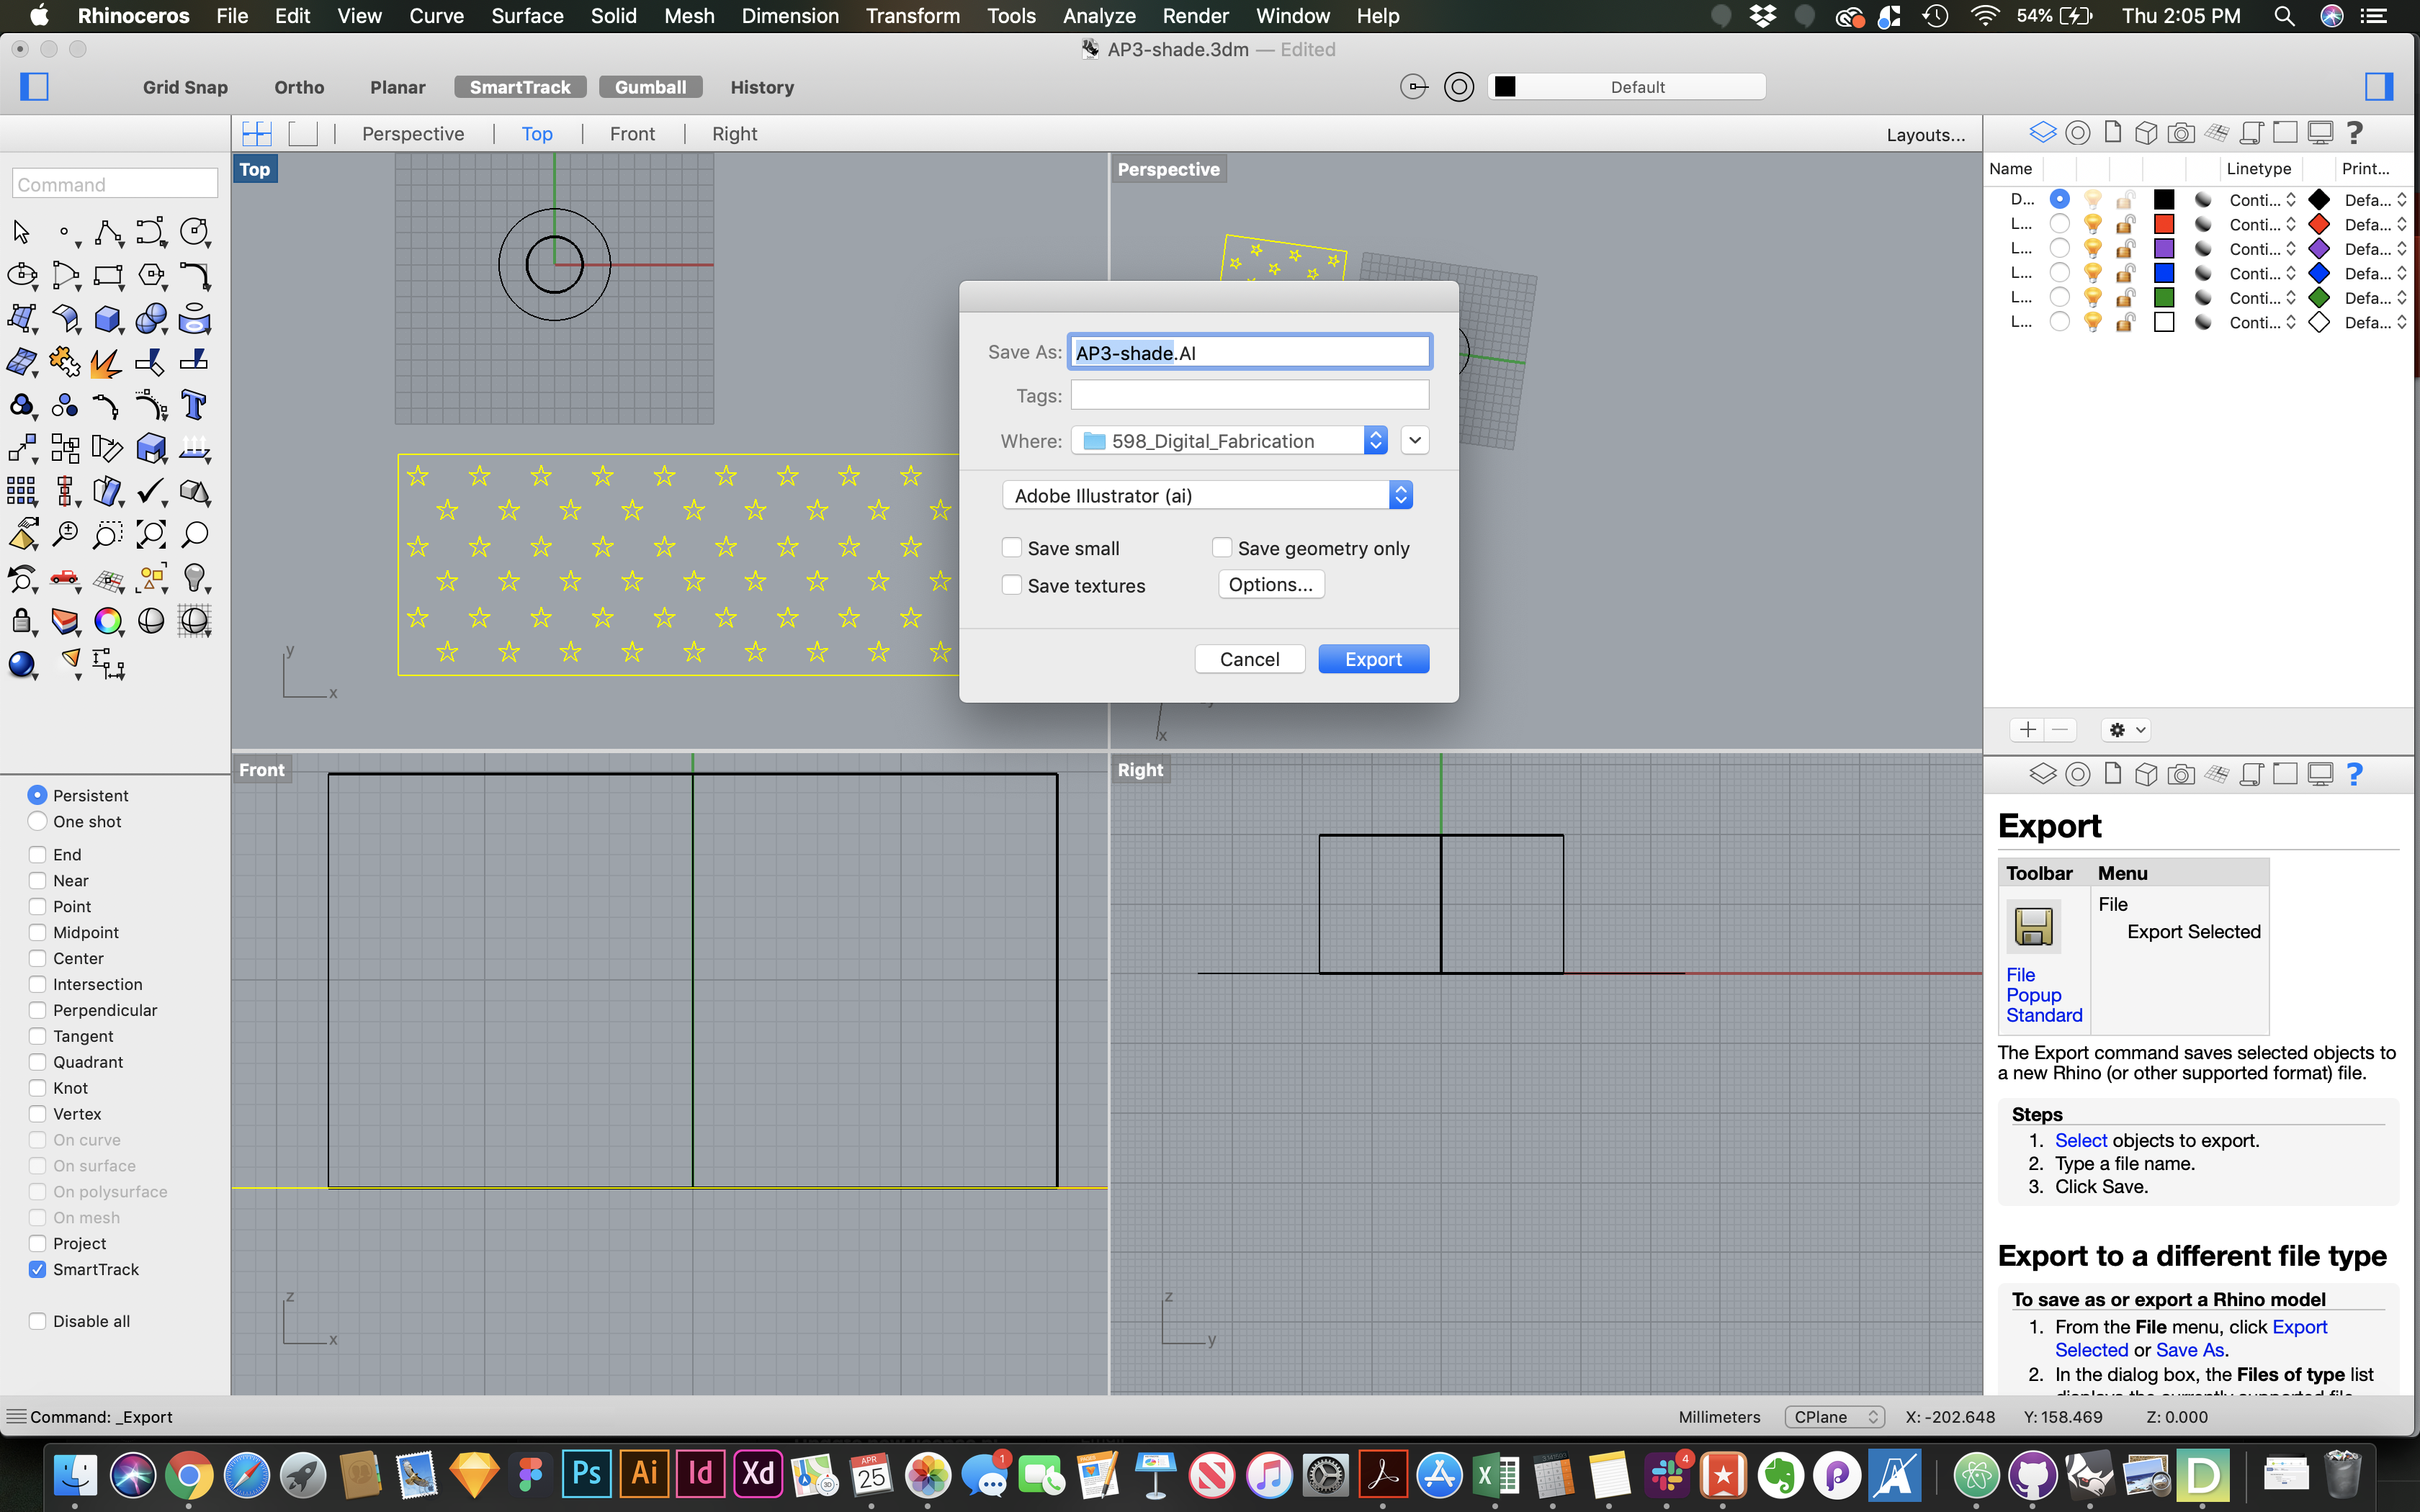 Rhinoceros File Edit View Curve Surface Solid Mesh Dimension Transform Tools Analyze Render Window Help 54% Thu 2:05 PM
AP3-shade.3dm — Edited
Grid Snap Ortho Planar SmartTrack Gumball History Default
Perspective Top Front Right Layouts...
Command
Top
Perspective
Name Linetype Print...
D... Conti... Defa...
L... Conti... Defa...
L... Conti... Defa...
L... Conti... Defa...
L... Conti... Defa...
L... Conti... Defa...
Save As: AP3-shade.AI
Tags:
Where: 598_Digital_Fabrication
Adobe Illustrator (ai)
Save small Save geometry only
Save textures Options...
Cancel Export
y
x
x
Front
Right
z
x
z
y
Persistent
One shot
End
Near
Point
Midpoint
Center
Intersection
Perpendicular
Tangent
Quadrant
Knot
Vertex
On curve
On surface
On polysurface
On mesh
Project
SmartTrack
Disable all
Export
Toolbar Menu
File
Export Selected
File
Popup
Standard
The Export command saves selected objects to
a new Rhino (or other supported format) file.
Steps
1. Select objects to export.
2. Type a file name.
3. Click Save.
Export to a different file type
To save as or export a Rhino model
1. From the File menu, click Export
Selected or Save As.
2. In the dialog box, the Files of type list
Command: _Export
Millimeters CPlane X: -202.648 Y: 158.469 Z: 0.000
Ps Ai Id Xd APR 25 1 4 D